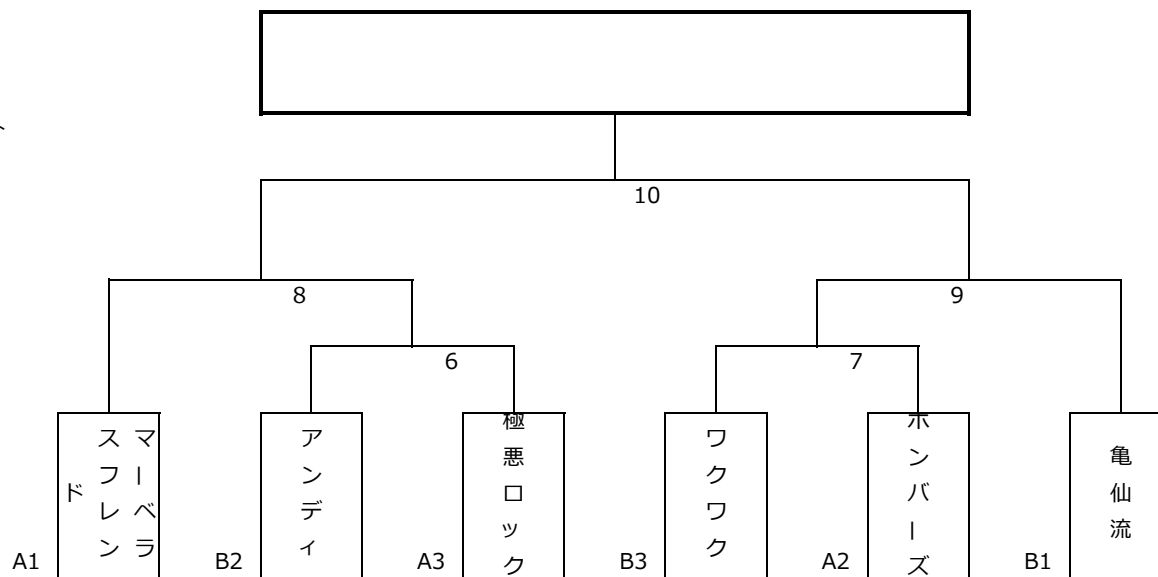 10
8
9
6
7
マーベラ
スフレン
ド
アンディ
極悪ロック
ワクワク
ホンバーズ
亀仙流
A1
B2
A3
B3
A2
B1